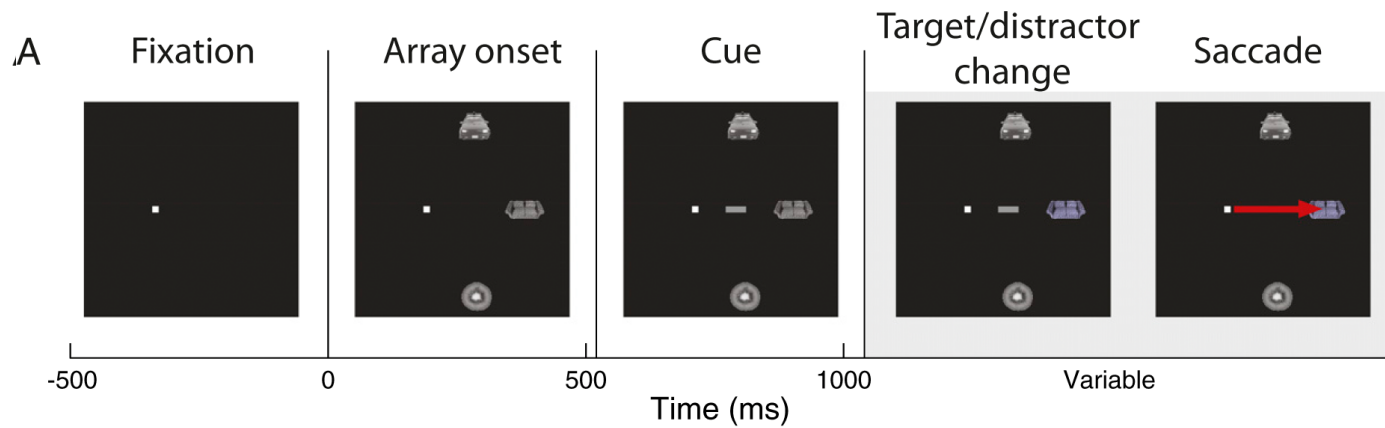 A
Fixation
Array onset
Cue
Target/distractor
change
Saccade
-500
0
500
1000
Variable
Time (ms)